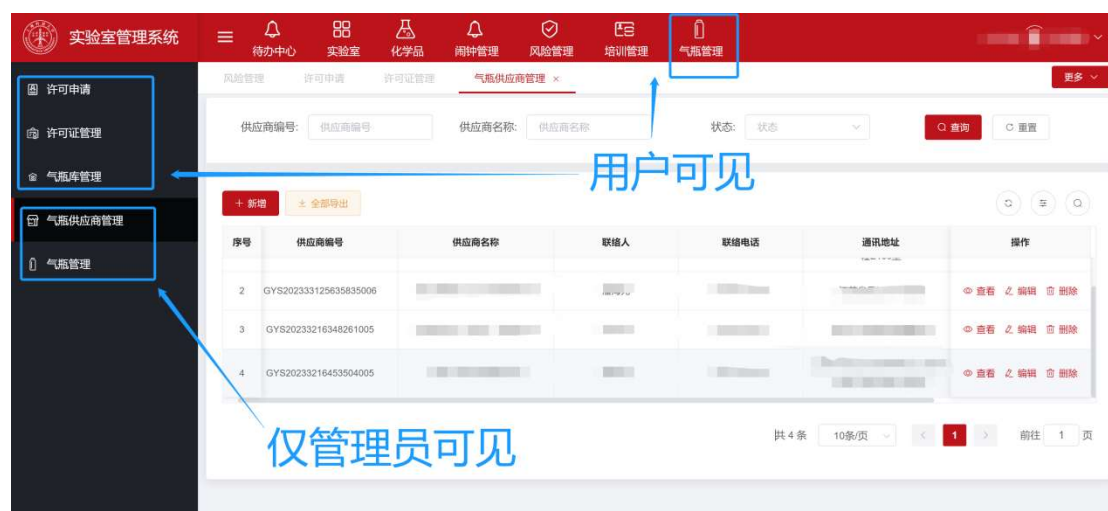 实验室管理系统
待办中心 实验室 化学品 闹钟管理 风险管理 培训管理 气瓶管理
许可申请
许可证管理
气瓶库管理
气瓶供应商管理
气瓶管理
风险管理 许可申请 许可证管理 气瓶供应商管理 × 更多
供应商编号: 供应商编号 供应商名称: 供应商名称 状态: 状态 查询 重置
用户可见
+ 新增 全部导出
序号 供应商编号 供应商名称 联络人 联络电话 通讯地址 操作
2 GYS202333125635835006 查看 编辑 删除
3 GYS20233216348261005 查看 编辑 删除
4 GYS20233216453504005 查看 编辑 删除
仅管理员可见
共 4 条 10条/页 < 1 > 前往 1 页